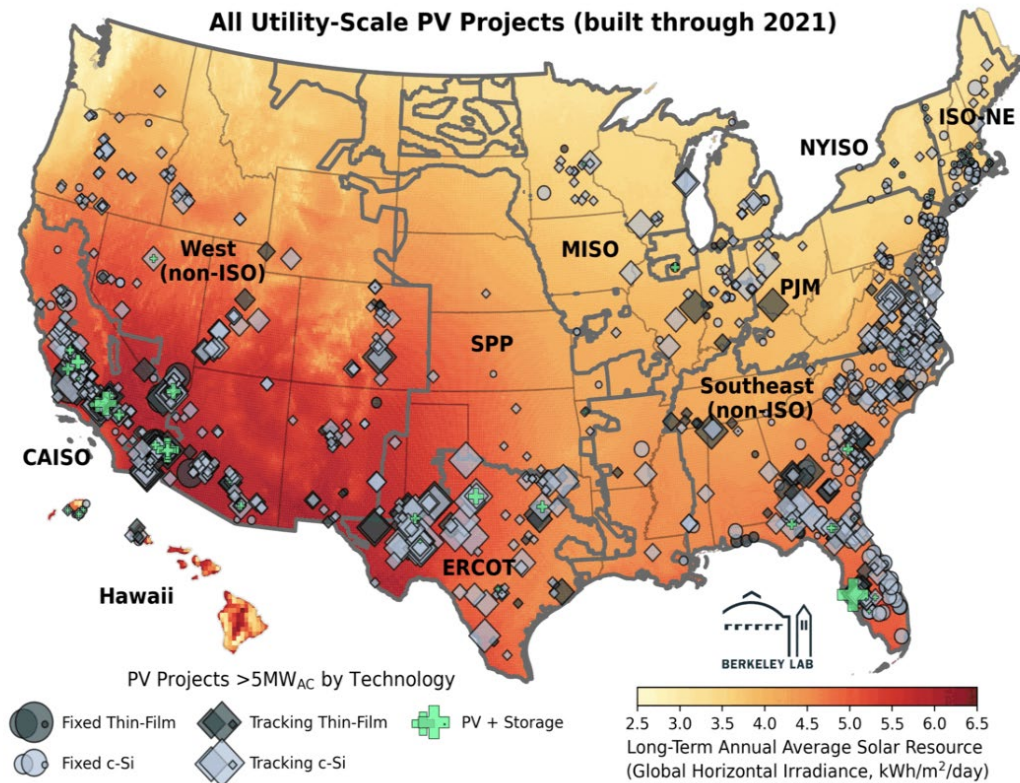 All Utility-Scale PV Projects (built through 2021)
ISO-NE
NYISO
West
(non-ISO)
MISO
PJM
SPP
Southeast
(non-ISO)
CAISO
ERCOT
Hawaii
BERKELEY LAB
PV Projects >5MWAC by Technology
Fixed Thin-Film
Tracking Thin-Film
PV + Storage
Fixed c-Si
Tracking c-Si
2.5 3.0 3.5 4.0 4.5 5.0 5.5 6.0 6.5
Long-Term Annual Average Solar Resource
(Global Horizontal Irradiance, kWh/m²/day)